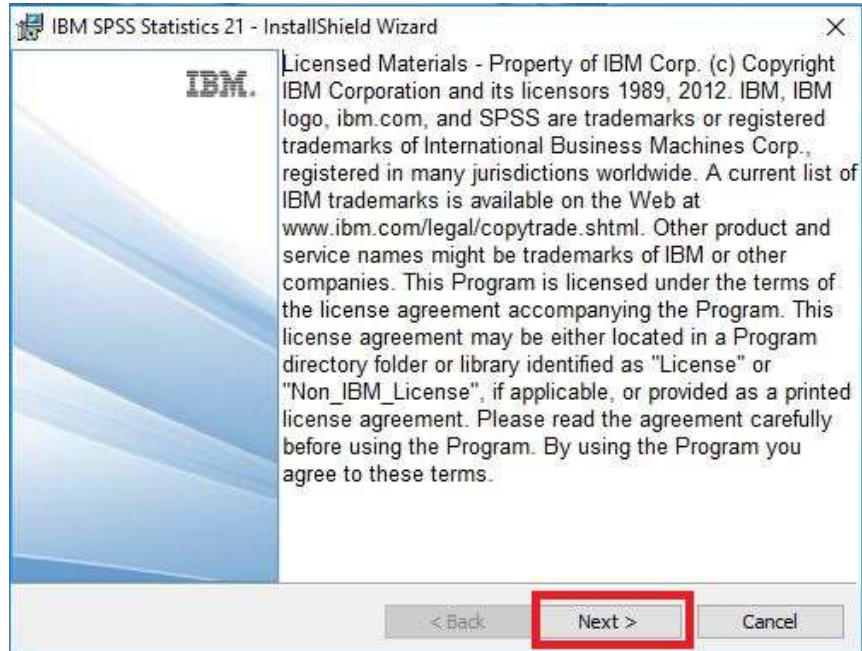 IBM SPSS Statistics 21 - InstallShield Wizard
IBM.
Licensed Materials - Property of IBM Corp. (c) Copyright
IBM Corporation and its licensors 1989, 2012. IBM, IBM
logo, ibm.com, and SPSS are trademarks or registered
trademarks of International Business Machines Corp.,
registered in many jurisdictions worldwide. A current list of
IBM trademarks is available on the Web at
www.ibm.com/legal/copytrade.shtml. Other product and
service names might be trademarks of IBM or other
companies. This Program is licensed under the terms of
the license agreement accompanying the Program. This
license agreement may be either located in a Program
directory folder or library identified as "License" or
"Non_IBM_License", if applicable, or provided as a printed
license agreement. Please read the agreement carefully
before using the Program. By using the Program you
agree to these terms.
< Back Next > Cancel